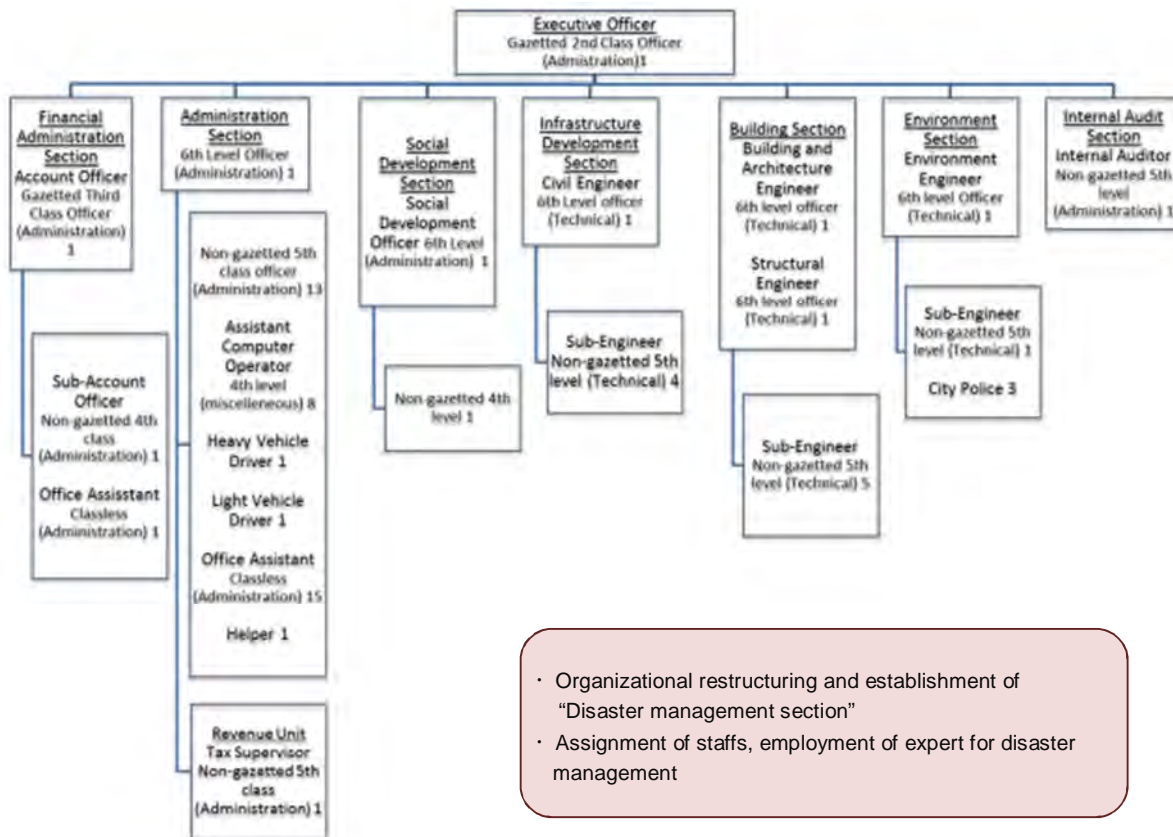 Executive Officer
Gazetted 2nd Class Officer
(Admistration)1
Financial
Administration
Section
Account Officer
Gazetted Third
Class Officer
(Administration)
1
Sub-Account
Officer
Non-gazetted 4th
class
(Administration) 1
Office Assisstant
Classless
(Administration) 1
Administration
Section
6th Level Officer
(Administration) 1
Non-gazetted 5th
class officer
(Administration) 13
Assistant
Computer
Operator
4th level
(miscelleneous) 8
Heavy Vehicle
Driver 1
Light Vehicle
Driver 1
Office Assistant
Classless
(Administration) 15
Helper 1
Revenue Unit
Tax Supervisor
Non-gazetted 5th
class
(Administration) 1
Social
Development
Section
Social
Development
Officer 6th Level
(Administration) 1
Non-gazetted 4th
level 1
Infrastructure
Development
Section
Civil Engineer
6th Level officer
(Technical) 1
Sub-Engineer
Non-gazetted 5th
level (Technical) 4
Building Section
Building and
Architecture
Engineer
6th level officer
(Technical) 1
Structural
Engineer
6th level officer
(Technical) 1
Sub-Engineer
Non-gazetted 5th
level (Technical) 5
Environment
Section
Environment
Engineer
6th level Officer
(Technical) 1
Sub-Engineer
Non-gazetted 5th
level (Technical) 1
City Police 3
Internal Audit
Section
Internal Auditor
Non gazetted 5th
level
(Administration) 1
・ Organizational restructuring and establishment of
“Disaster management section”
・ Assignment of staffs, employment of expert for disaster
management